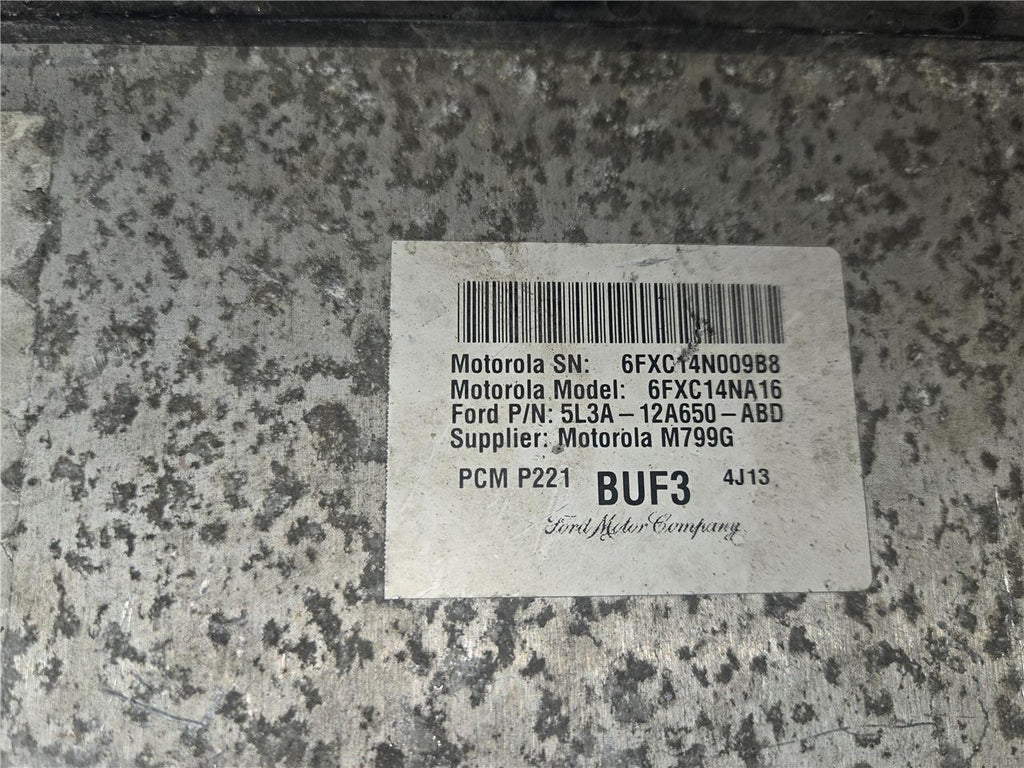 Motorola SN: 6FXC14N009B8
Motorola Model: 6FXC14NA16
Ford P/N: 5L3A-12A650-ABD
Supplier: Motorola M799G
PCM P221 BUF3 4J13
Ford Motor Company